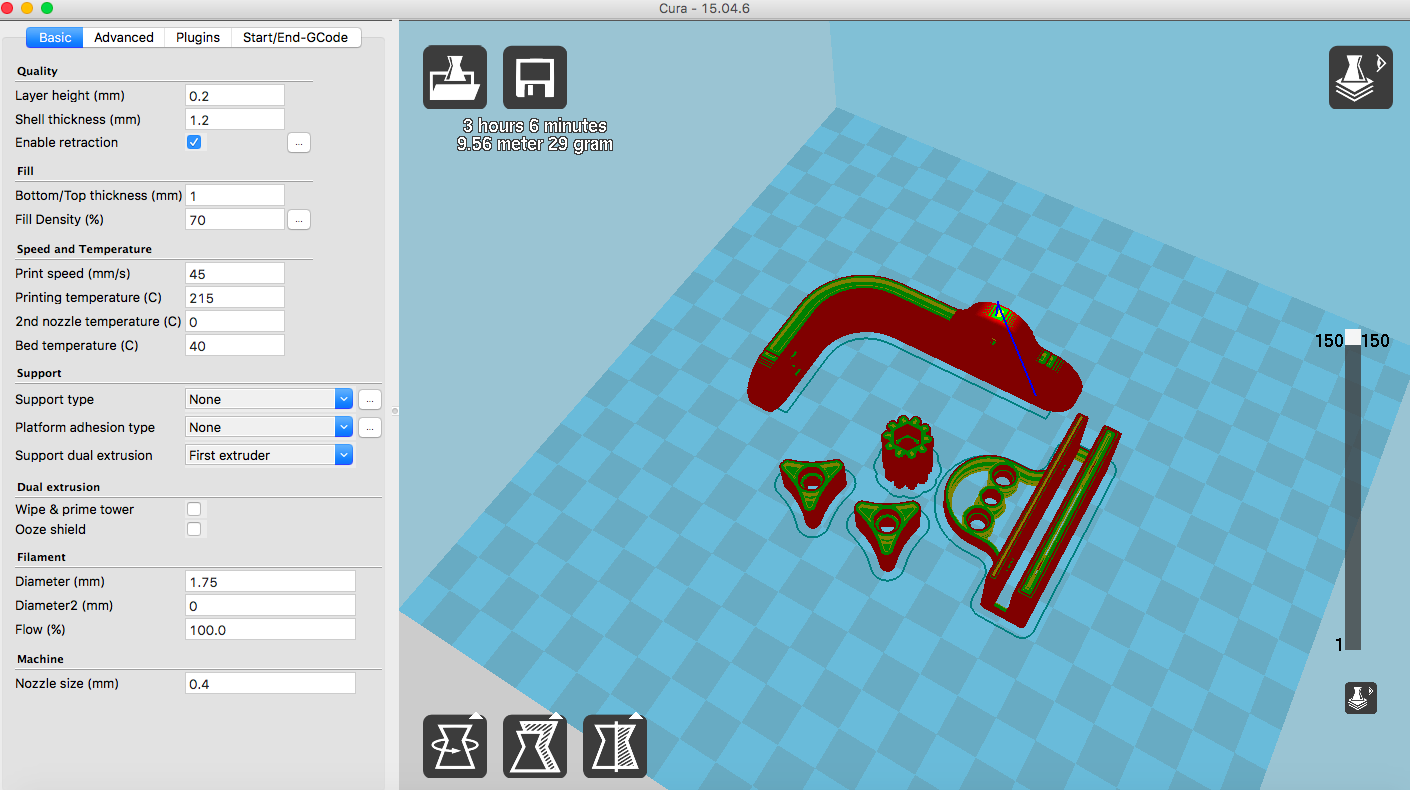 Cura - 15.04.6
Basic Advanced Plugins Start/End-GCode
Quality
Layer height (mm) 0.2
Shell thickness (mm) 1.2
Enable retraction ...
Fill
Bottom/Top thickness (mm) 1
Fill Density (%) 70 ...
Speed and Temperature
Print speed (mm/s) 45
Printing temperature (C) 215
2nd nozzle temperature (C) 0
Bed temperature (C) 40
Support
Support type None ...
Platform adhesion type None ...
Support dual extrusion First extruder
Dual extrusion
Wipe & prime tower
Ooze shield
Filament
Diameter (mm) 1.75
Diameter2 (mm) 0
Flow (%) 100.0
Machine
Nozzle size (mm) 0.4
3 hours 6 minutes
9.56 meter 29 gram
150 150
1